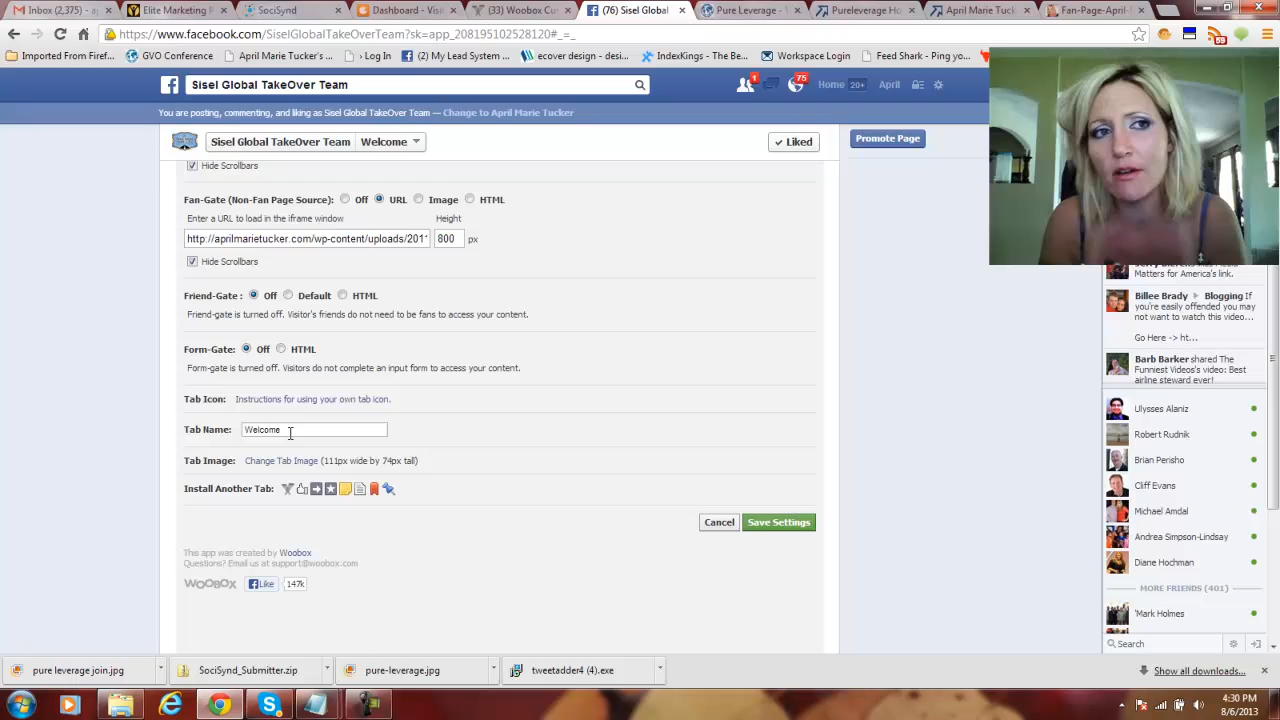 Inbox (2,375) - a
Elite Marketing P
SociSynd
Dashboard - Visit
(33) Woobox Cu
(76) Sisel Global
Pure Leverage -
Pureleverage Ho
April Marie Tuck
Fan-Page-April-M
https://www.facebook.com/SiselGlobalTakeOverTeam?sk=app_208195102528120#_=_
Imported From IE
GVO Conference
April Marie Tucker's ...
› Log In
(1) My Lead System ...
ecover design - desi...
IndexKings - The Be...
Workspace Login
Feed Shark - Ping yo...
Sisel Global TakeOver Team
1
75
Home 20+
April
You are posting, commenting, and liking as Sisel Global TakeOver Team — Change to April Marie Tucker
Sisel Global TakeOver Team
Welcome
Liked
Promote Page
Hide Scrollbars
Fan-Gate (Non-Fan Page Source): Off URL Image HTML
Enter a URL to load in the iframe window
Height
http://aprilmarietucker.com/wp-content/uploads/201
800 px
Hide Scrollbars
Friend-Gate : Off Default HTML
Friend-gate is turned off. Visitor's friends do not need to be fans to access your content.
Form-Gate: Off HTML
Form-gate is turned off. Visitors do not complete an input form to access your content.
Tab Icon: Instructions for using your own tab icon.
Tab Name: Welcome
Tab Image: Change Tab Image (111px wide by 74px tall)
Install Another Tab:
Cancel
Save Settings
This app was created by Woobox
Questions? Email us at support@woobox.com
WOOBOX
Like
147k
Matters for America's link.
Billee Brady ▸ Blogging If
you're easily offended you may
not want to watch this video...
Go Here -> ht...
Barb Barker shared The
Funniest Videos's video: Best
airline steward ever!
Ulysses Alaniz
Robert Rudnik
Brian Perisho
Cliff Evans
Michael Amdal
Andrea Simpson-Lindsay
Diane Hochman
MORE FRIENDS (401)
'Mark Holmes
Search
pure leverage join.jpg
SociSynd_Submitter.zip
pure-leverage.jpg
tweetadder4 (4).exe
Show all downloads...
4:30 PM
8/6/2013